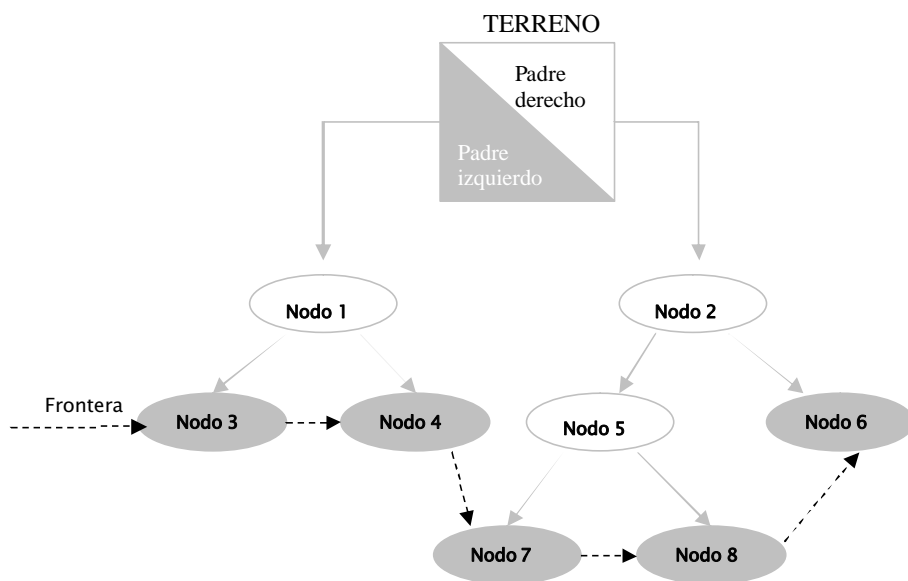 TERRENO
Padre
derecho
Padre
izquierdo
Nodo 1
Nodo 2
Frontera
Nodo 3
Nodo 4
Nodo 5
Nodo 6
Nodo 7
Nodo 8